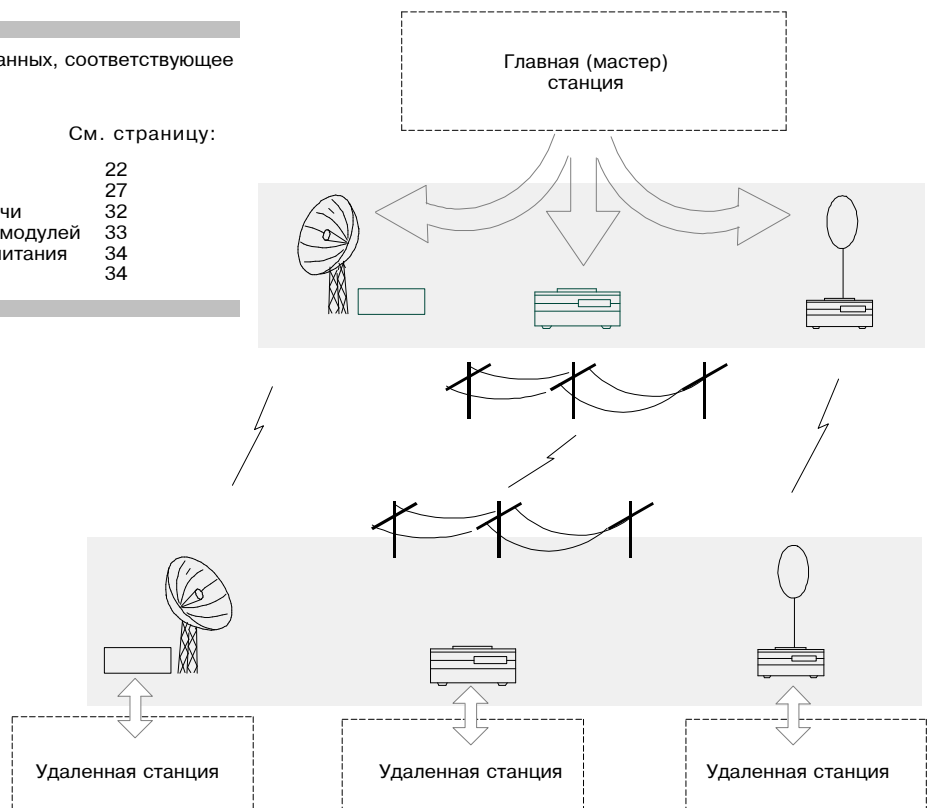 анных, соответствующее
См. страницу:
22
27
чи 32
модулей 33
питания 34
34
Главная (мастер)
станция
Удаленная станция
Удаленная станция
Удаленная станция